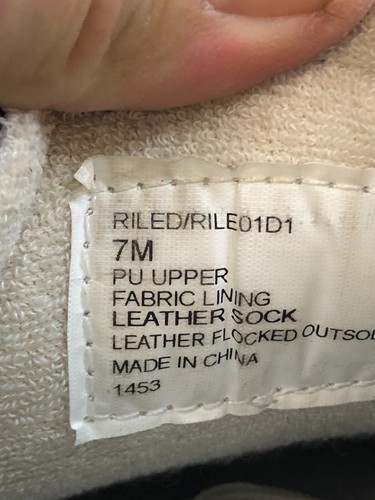 RILED/RILE01D1
7M
PU UPPER
FABRIC LINING
LEATHER SOCK
LEATHER FLOCKED OUTSOL
MADE IN CHINA
1453